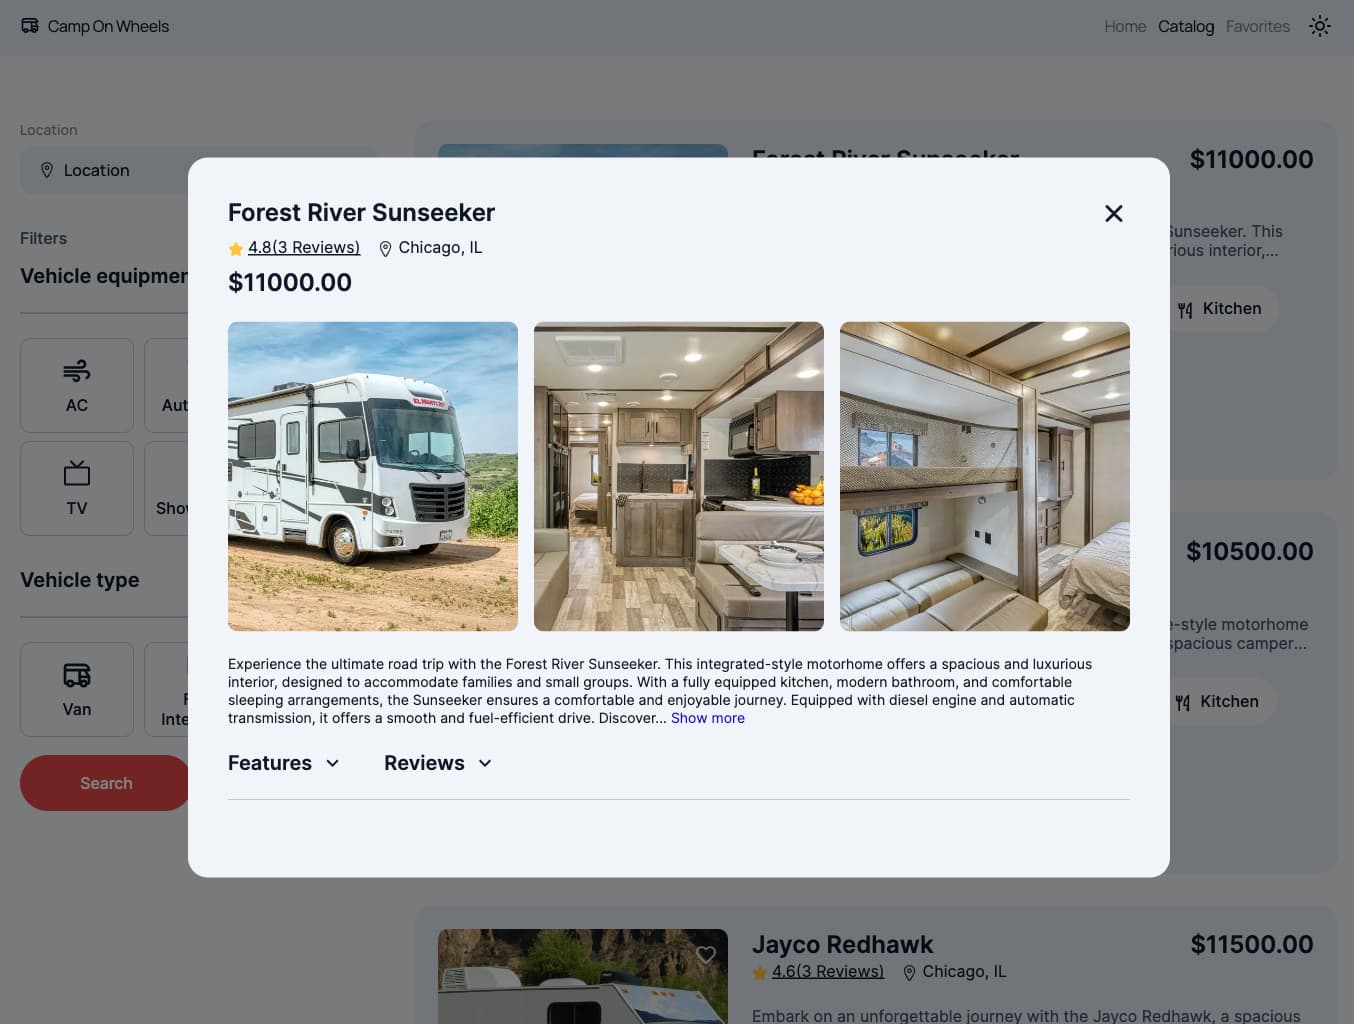 Camp On Wheels
Home Catalog Favorites
Location
Location
Filters
Vehicle equipmen
AC
Aut
TV
Show
Vehicle type
Van
Inte
Search
Forest River Sunseeker
$11000.00
Sunseeker. This
interior,...
Kitchen
$10500.00
-style motorhome
spacious camper...
Kitchen
Forest River Sunseeker
4.8(3 Reviews) Chicago, IL
$11000.00
Experience the ultimate road trip with the Forest River Sunseeker. This integrated-style motorhome offers a spacious and luxurious
interior, designed to accommodate families and small groups. With a fully equipped kitchen, modern bathroom, and comfortable
sleeping arrangements, the Sunseeker ensures a comfortable and enjoyable journey. Equipped with diesel engine and automatic
transmission, it offers a smooth and fuel-efficient drive. Discover... Show more
Features
Reviews
Jayco Redhawk
$11500.00
4.6(3 Reviews) Chicago, IL
Embark on an unforgettable journey with the Jayco Redhawk, a spacious